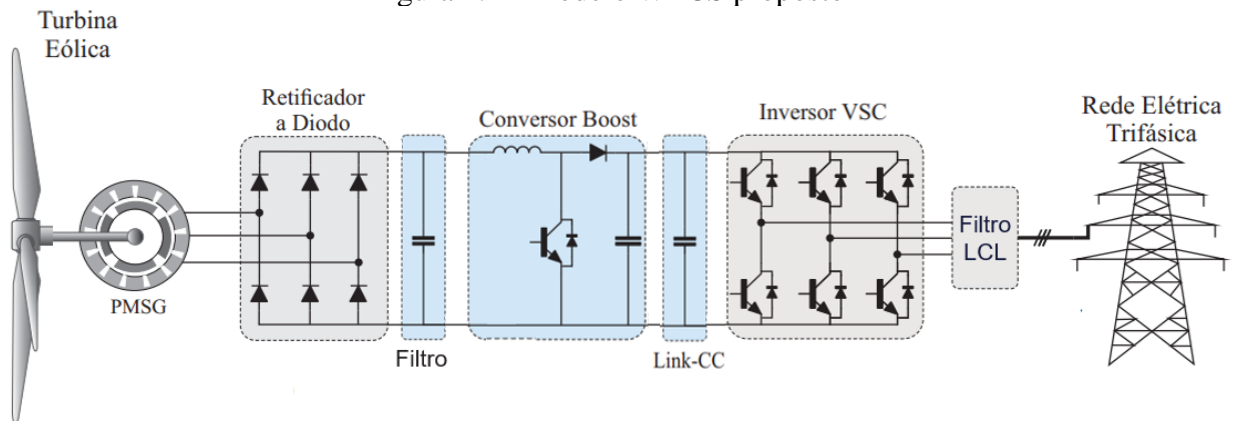 Turbina
Eólica
PMSG
Retificador
a Diodo
Filtro
Conversor Boost
Link-CC
Inversor VSC
Filtro
LCL
Rede Elétrica
Trifásica